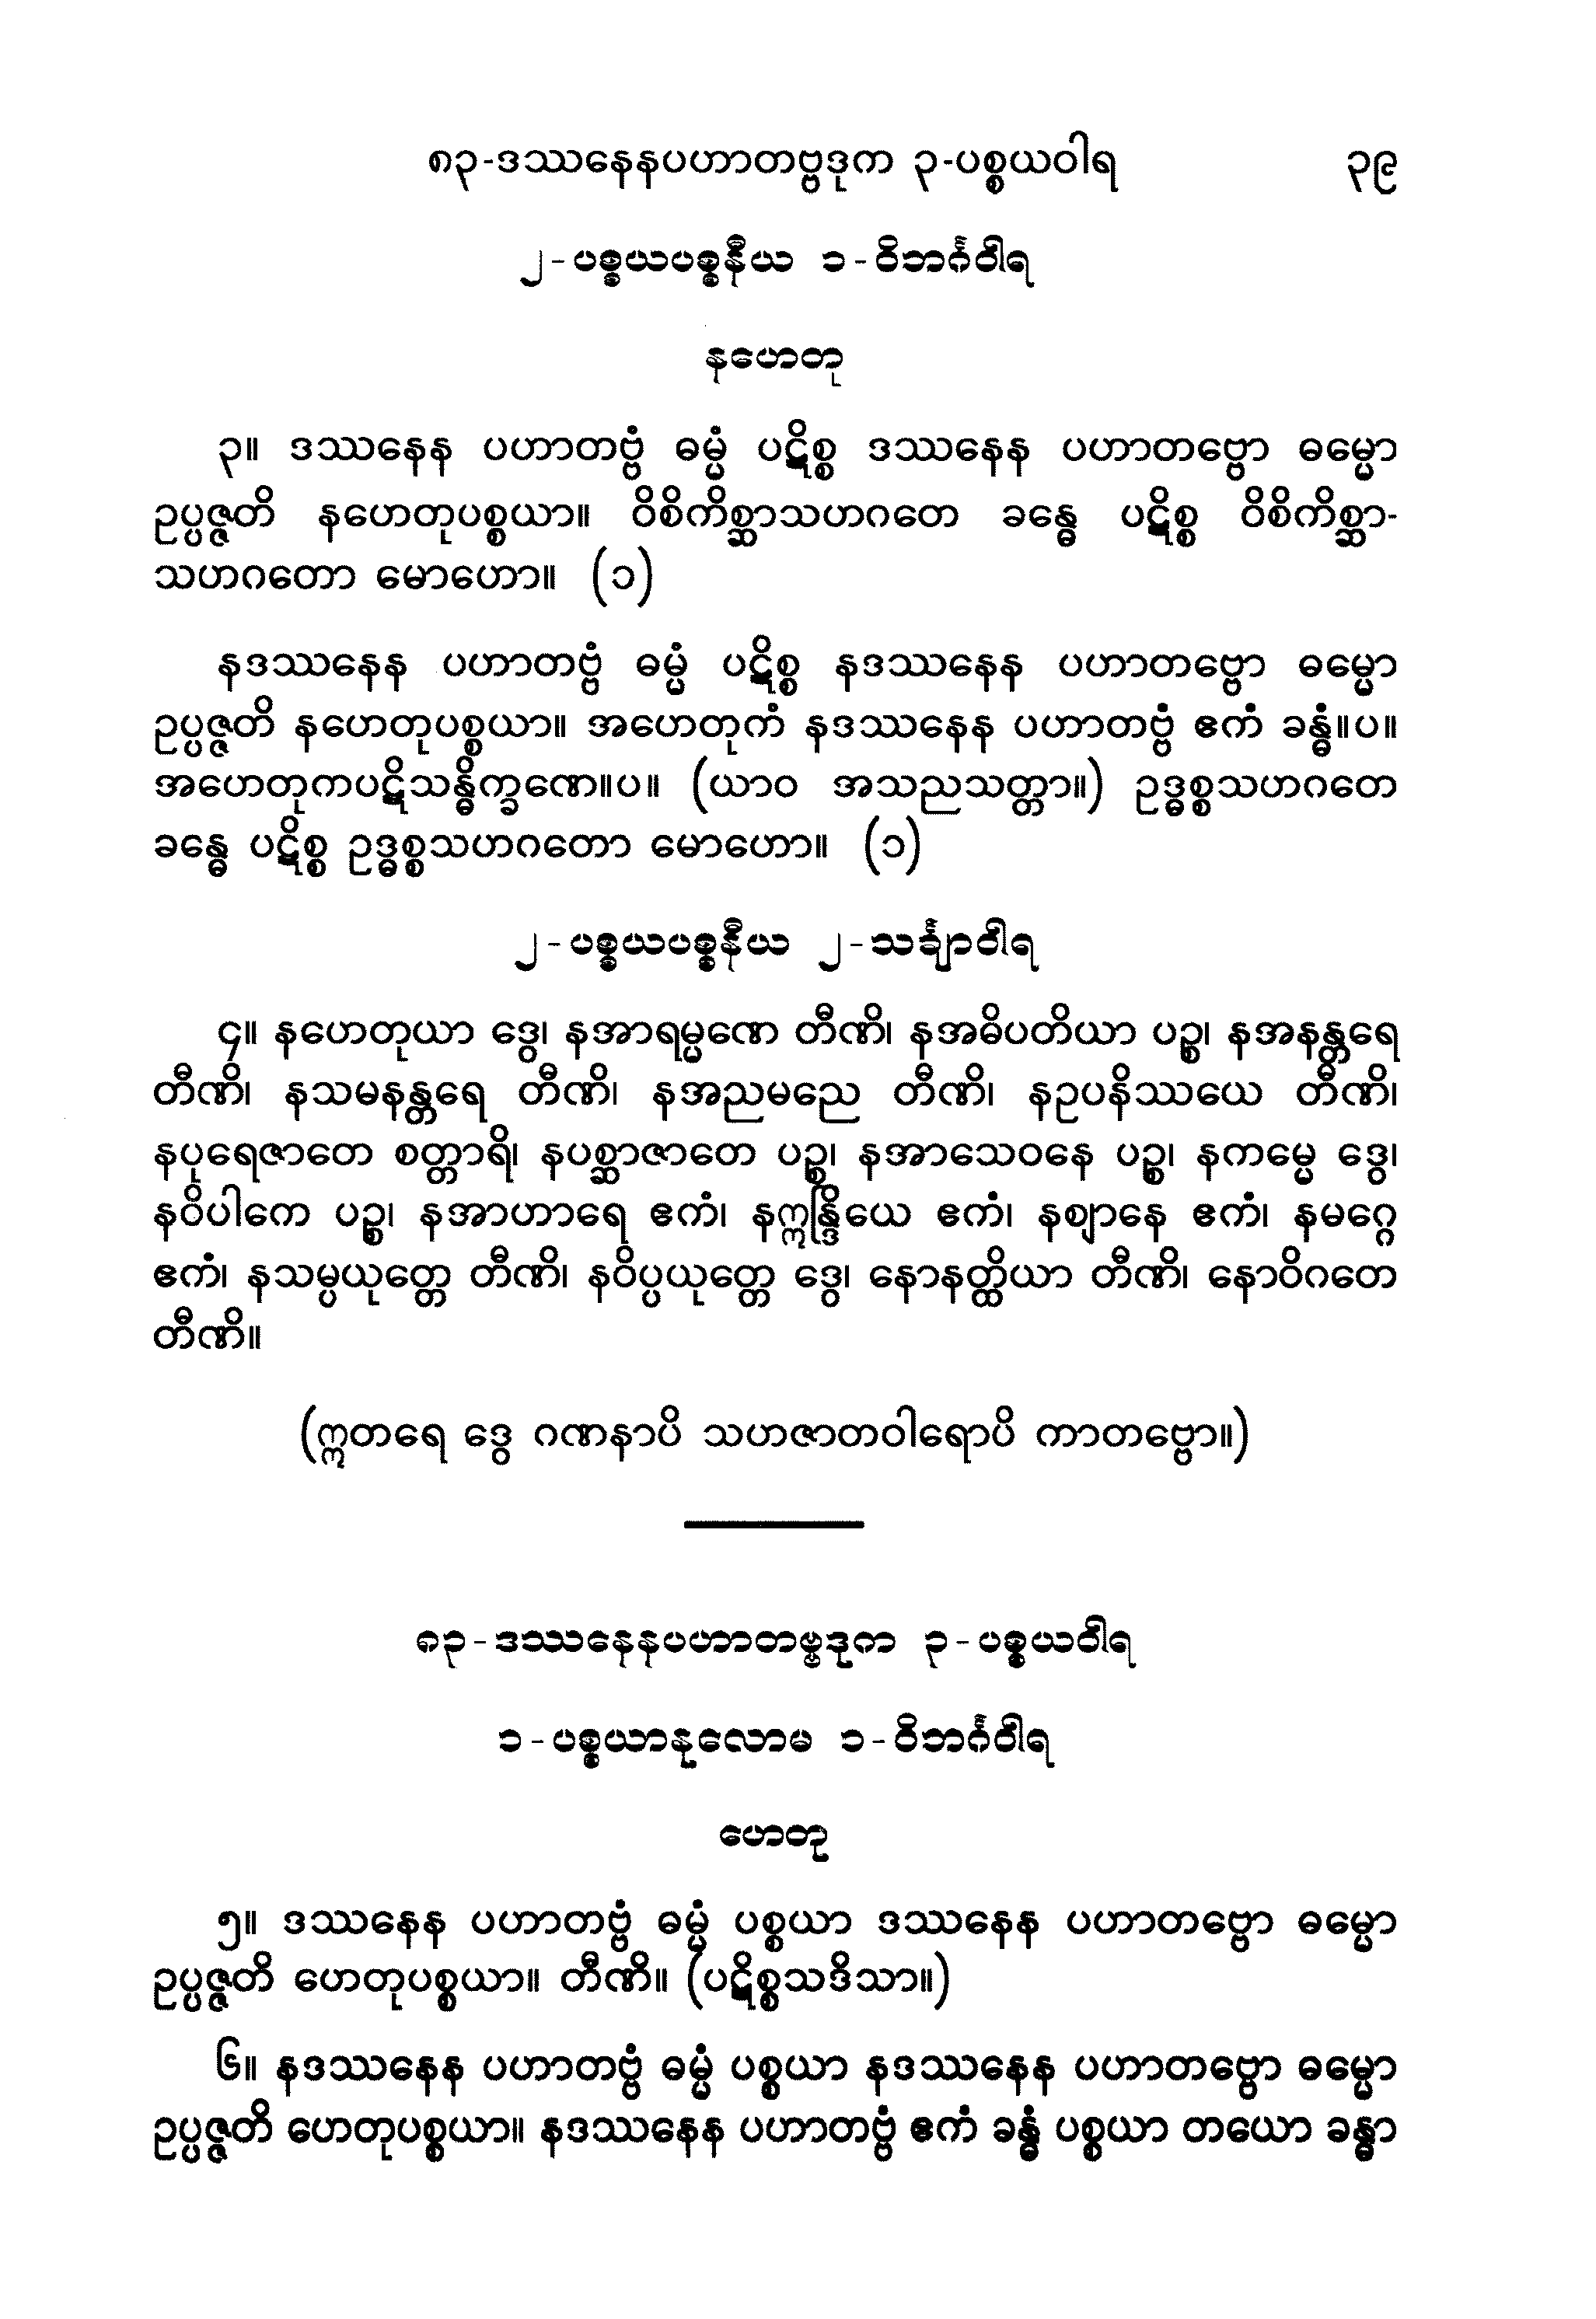 ၈၃-ဒဿနေနပဟာတဗ္ဗဒုက ၃-ပစ္စယဝါရ ၃၉
၂-ပစ္စယပစ္စနီယ ၁-ဝိဘင်္ဂဝါရ
နဟေတု
၃။ ဒဿနေန ပဟာတဗ္ဗံ ဓမ္မံ ပဋိစ္စ ဒဿနေန ပဟာတဗ္ဗော ဓမ္မော
ဥပ္ပဇ္ဇတိ နဟေတုပစ္စယာ။ ဝိစိကိစ္ဆာသဟဂတေ ခန္ဓေ ပဋိစ္စ ဝိစိကိစ္ဆာ-
သဟဂတော မောဟော။ (၁)
နဒဿနေန ပဟာတဗ္ဗံ ဓမ္မံ ပဋိစ္စ နဒဿနေန ပဟာတဗ္ဗော ဓမ္မော
ဥပ္ပဇ္ဇတိ နဟေတုပစ္စယာ။ အဟေတုကံ နဒဿနေန ပဟာတဗ္ဗံ ဧကံ ခန္ဓံ။ပ။
အဟေတုကပဋိသန္ဓိက္ခဏေ။ပ။ (ယာဝ အသညသတ္တာ။) ဥဒ္ဓစ္စသဟဂတေ
ခန္ဓေ ပဋိစ္စ ဥဒ္ဓစ္စသဟဂတော မောဟော။ (၁)
၂-ပစ္စယပစ္စနီယ ၂-သင်္ချာဝါရ
၄။ နဟေတုယာ ဒွေ၊ နအာရမ္မဏေ တီဏိ၊ နအဓိပတိယာ ပဉ္စ၊ နအနန္တရေ
တီဏိ၊ နသမနန္တရေ တီဏိ၊ နအညမညေ တီဏိ၊ နဥပနိဿယေ တီဏိ၊
နပုရေဇာတေ စတ္တာရိ၊ နပစ္ဆာဇာတေ ပဉ္စ၊ နအာသေဝနေ ပဉ္စ၊ နကမ္မေ ဒွေ၊
နဝိပါကေ ပဉ္စ၊ နအာဟာရေ ဧကံ၊ နဣန္ဒြိယေ ဧကံ၊ နဈာနေ ဧကံ၊ နမဂ္ဂေ
ဧကံ၊ နသမ္ပယုတ္တေ တီဏိ၊ နဝိပ္ပယုတ္တေ ဒွေ၊ နောနတ္ထိယာ တီဏိ၊ နောဝိဂတေ
တီဏိ။
(ဣတရေ ဒွေ ဂဏနာပိ သဟဇာတဝါရောပိ ကာတဗ္ဗော။)
၈၃-ဒဿနေနပဟာတဗ္ဗဒုက ၃-ပစ္စယဝါရ
၁-ပစ္စယာနုလောမ ၁-ဝိဘင်္ဂဝါရ
ဟေတု
၅။ ဒဿနေန ပဟာတဗ္ဗံ ဓမ္မံ ပစ္စယာ ဒဿနေန ပဟာတဗ္ဗော ဓမ္မော
ဥပ္ပဇ္ဇတိ ဟေတုပစ္စယာ။ တီဏိ။ (ပဋိစ္စသဒိသာ။)
၆။ နဒဿနေန ပဟာတဗ္ဗံ ဓမ္မံ ပစ္စယာ နဒဿနေန ပဟာတဗ္ဗော ဓမ္မော
ဥပ္ပဇ္ဇတိ ဟေတုပစ္စယာ။ နဒဿနေန ပဟာတဗ္ဗံ ဧကံ ခန္ဓံ ပစ္စယာ တယော ခန္ဓာ